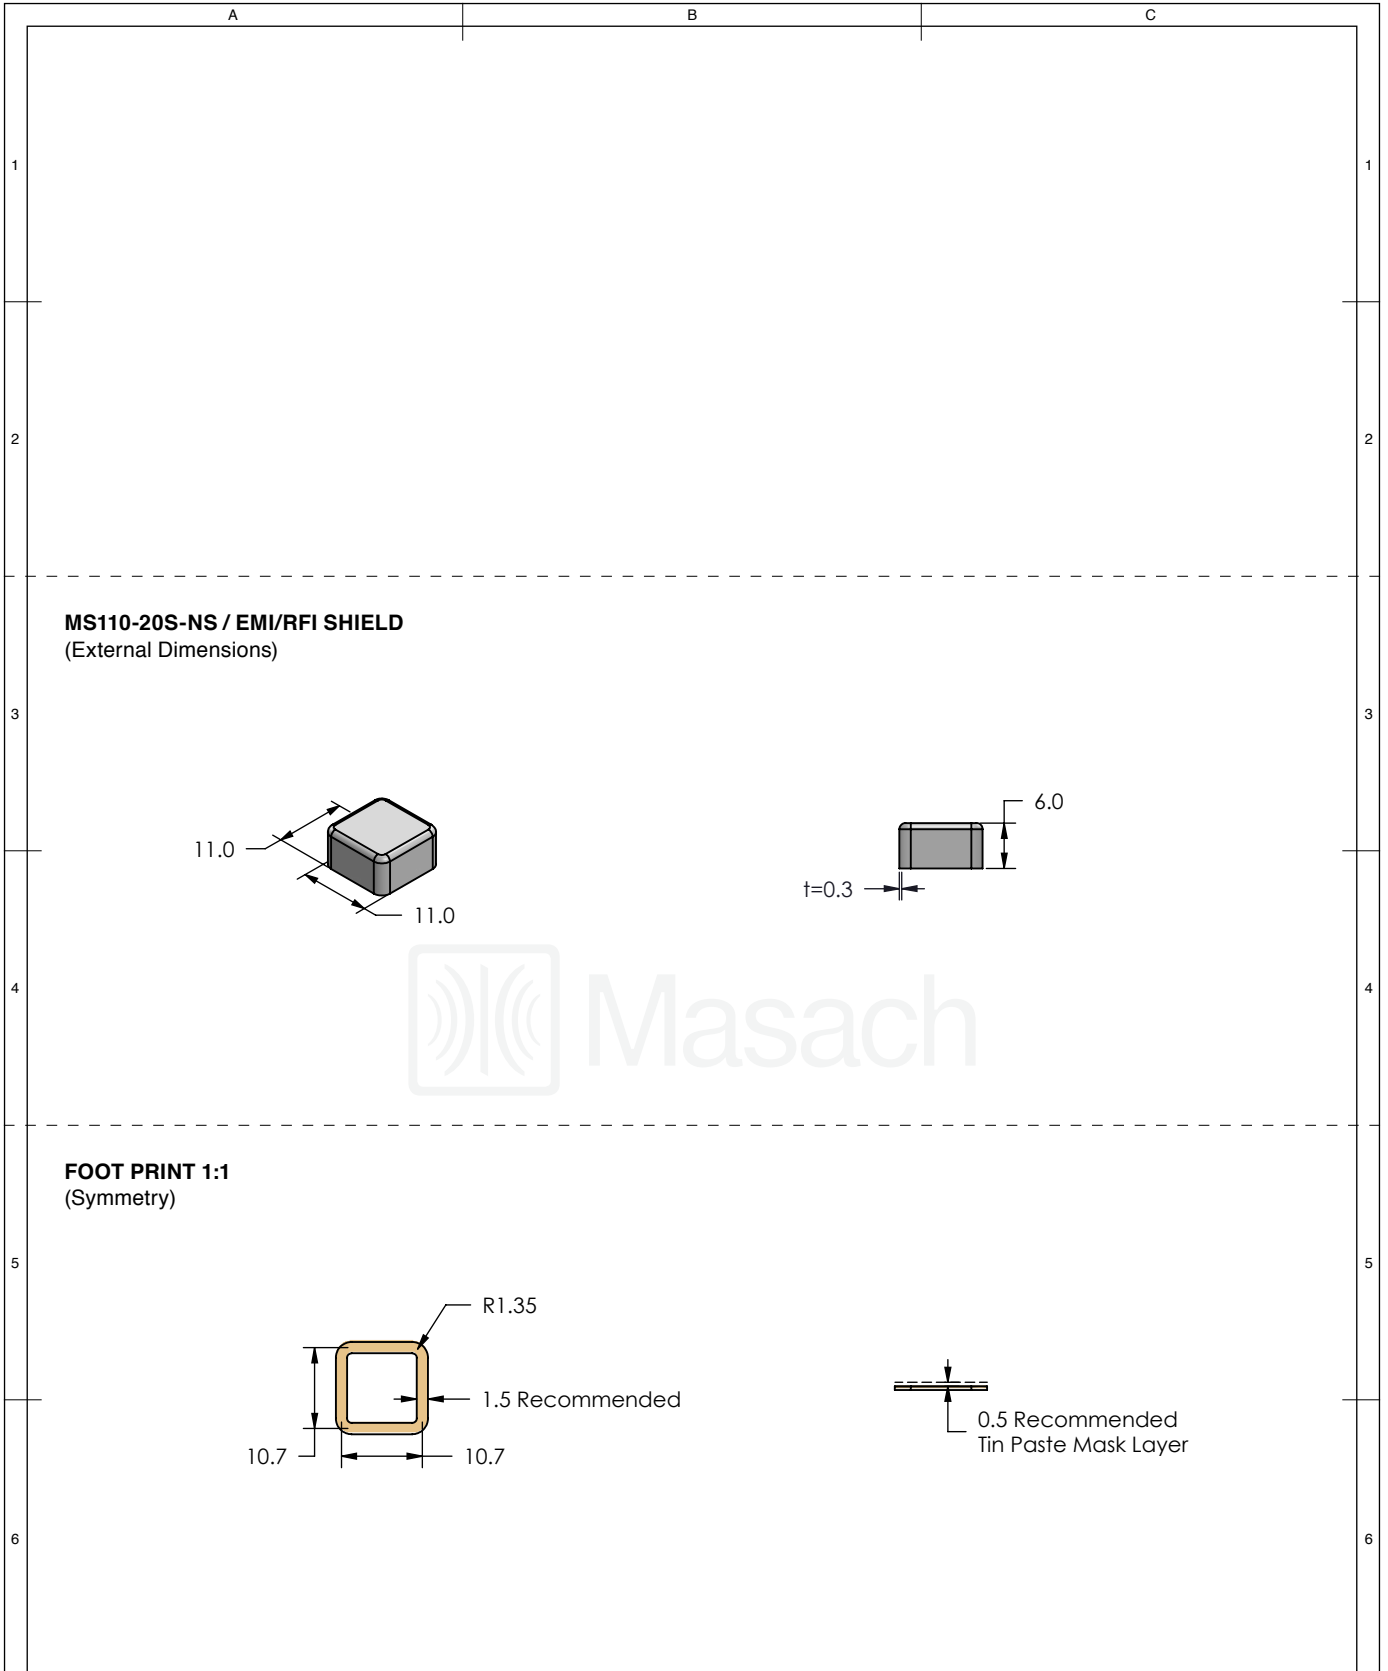 A
B
C
1
1
2
2
MS110-20S-NS / EMI/RFI SHIELD
(External Dimensions)
3
3
11.0
11.0
6.0
t=0.3
4
4
Masach
FOOT PRINT 1:1
(Symmetry)
5
5
R1.35
1.5 Recommended
10.7
10.7
0.5 Recommended
Tin Paste Mask Layer
6
6